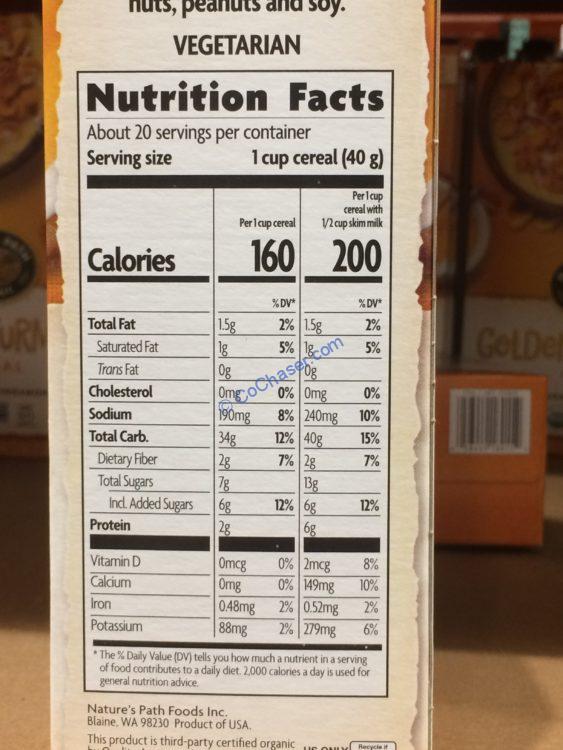 nuts, peanuts and soy.
VEGETARIAN
Nutrition Facts
About 20 servings per container
Serving size 1 cup cereal (40 g)
Per 1 cup cereal
Per 1 cup
cereal with
1/2 cup skim milk
Calories 160 200
%DV* %DV*
Total Fat 1.5g 2% 1.5g 2%
Saturated Fat 1g 5% 1g 5%
Trans Fat 0g 0g
Cholesterol 0mg 0% 0mg 0%
Sodium 190mg 8% 240mg 10%
Total Carb. 34g 12% 40g 15%
Dietary Fiber 2g 7% 2g 7%
Total Sugars 7g 13g
Incl. Added Sugars 6g 12% 6g 12%
Protein 2g 6g
Vitamin D 0mcg 0% 2mcg 8%
Calcium 0mg 0% 149mg 10%
Iron 0.48mg 2% 0.52mg 2%
Potassium 88mg 2% 279mg 6%
* The % Daily Value (DV) tells you how much a nutrient in a serving
of food contributes to a daily diet. 2,000 calories a day is used for
general nutrition advice.
Nature's Path Foods Inc.
Blaine, WA 98230 Product of USA.
This product is third-party certified organic
US ONLY
Recycle if
© CoChaser.com
GOLDE